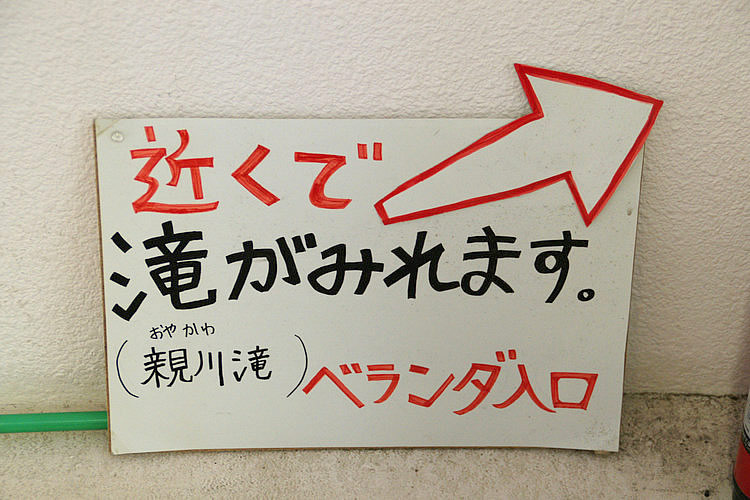 近くで
滝がみれます。
おやかわ
(親川滝)
ベランダ入口